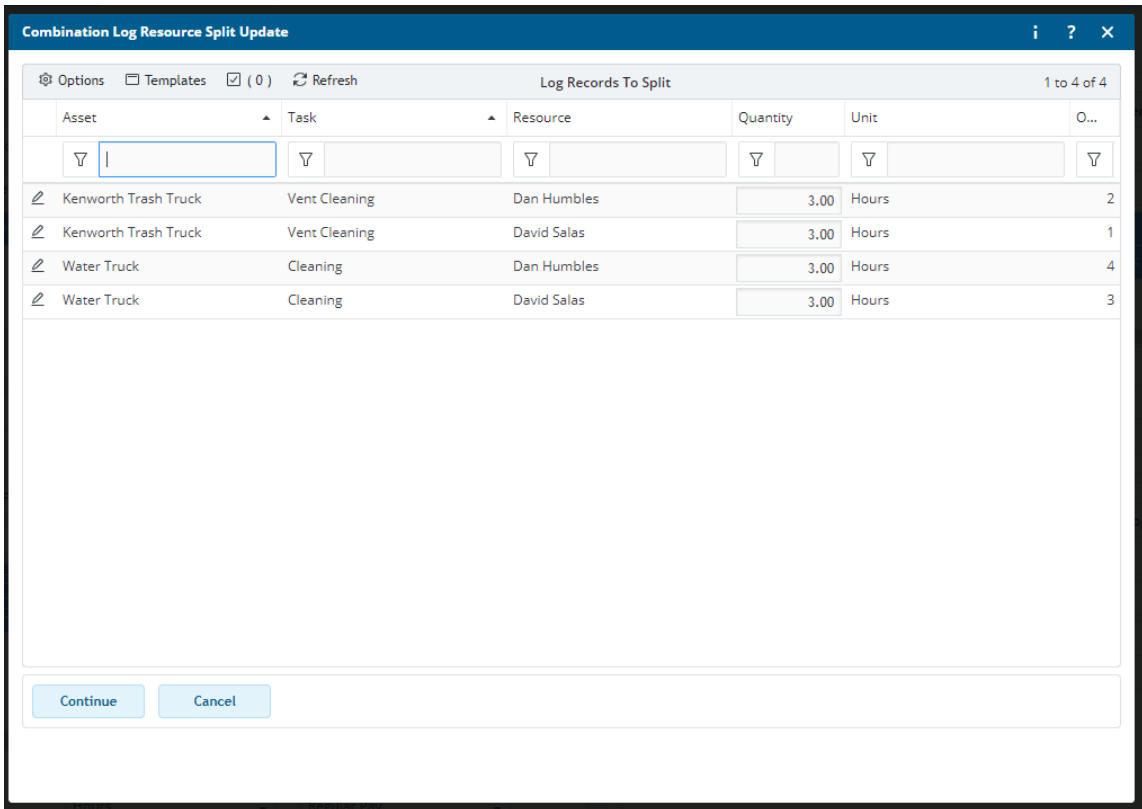 Combination Log Resource Split Update i ? ×
Options Templates ( 0 ) Refresh Log Records To Split 1 to 4 of 4
Asset Task Resource Quantity Unit O...
Kenworth Trash Truck Vent Cleaning Dan Humbles 3.00 Hours 2
Kenworth Trash Truck Vent Cleaning David Salas 3.00 Hours 1
Water Truck Cleaning Dan Humbles 3.00 Hours 4
Water Truck Cleaning David Salas 3.00 Hours 3
Continue Cancel